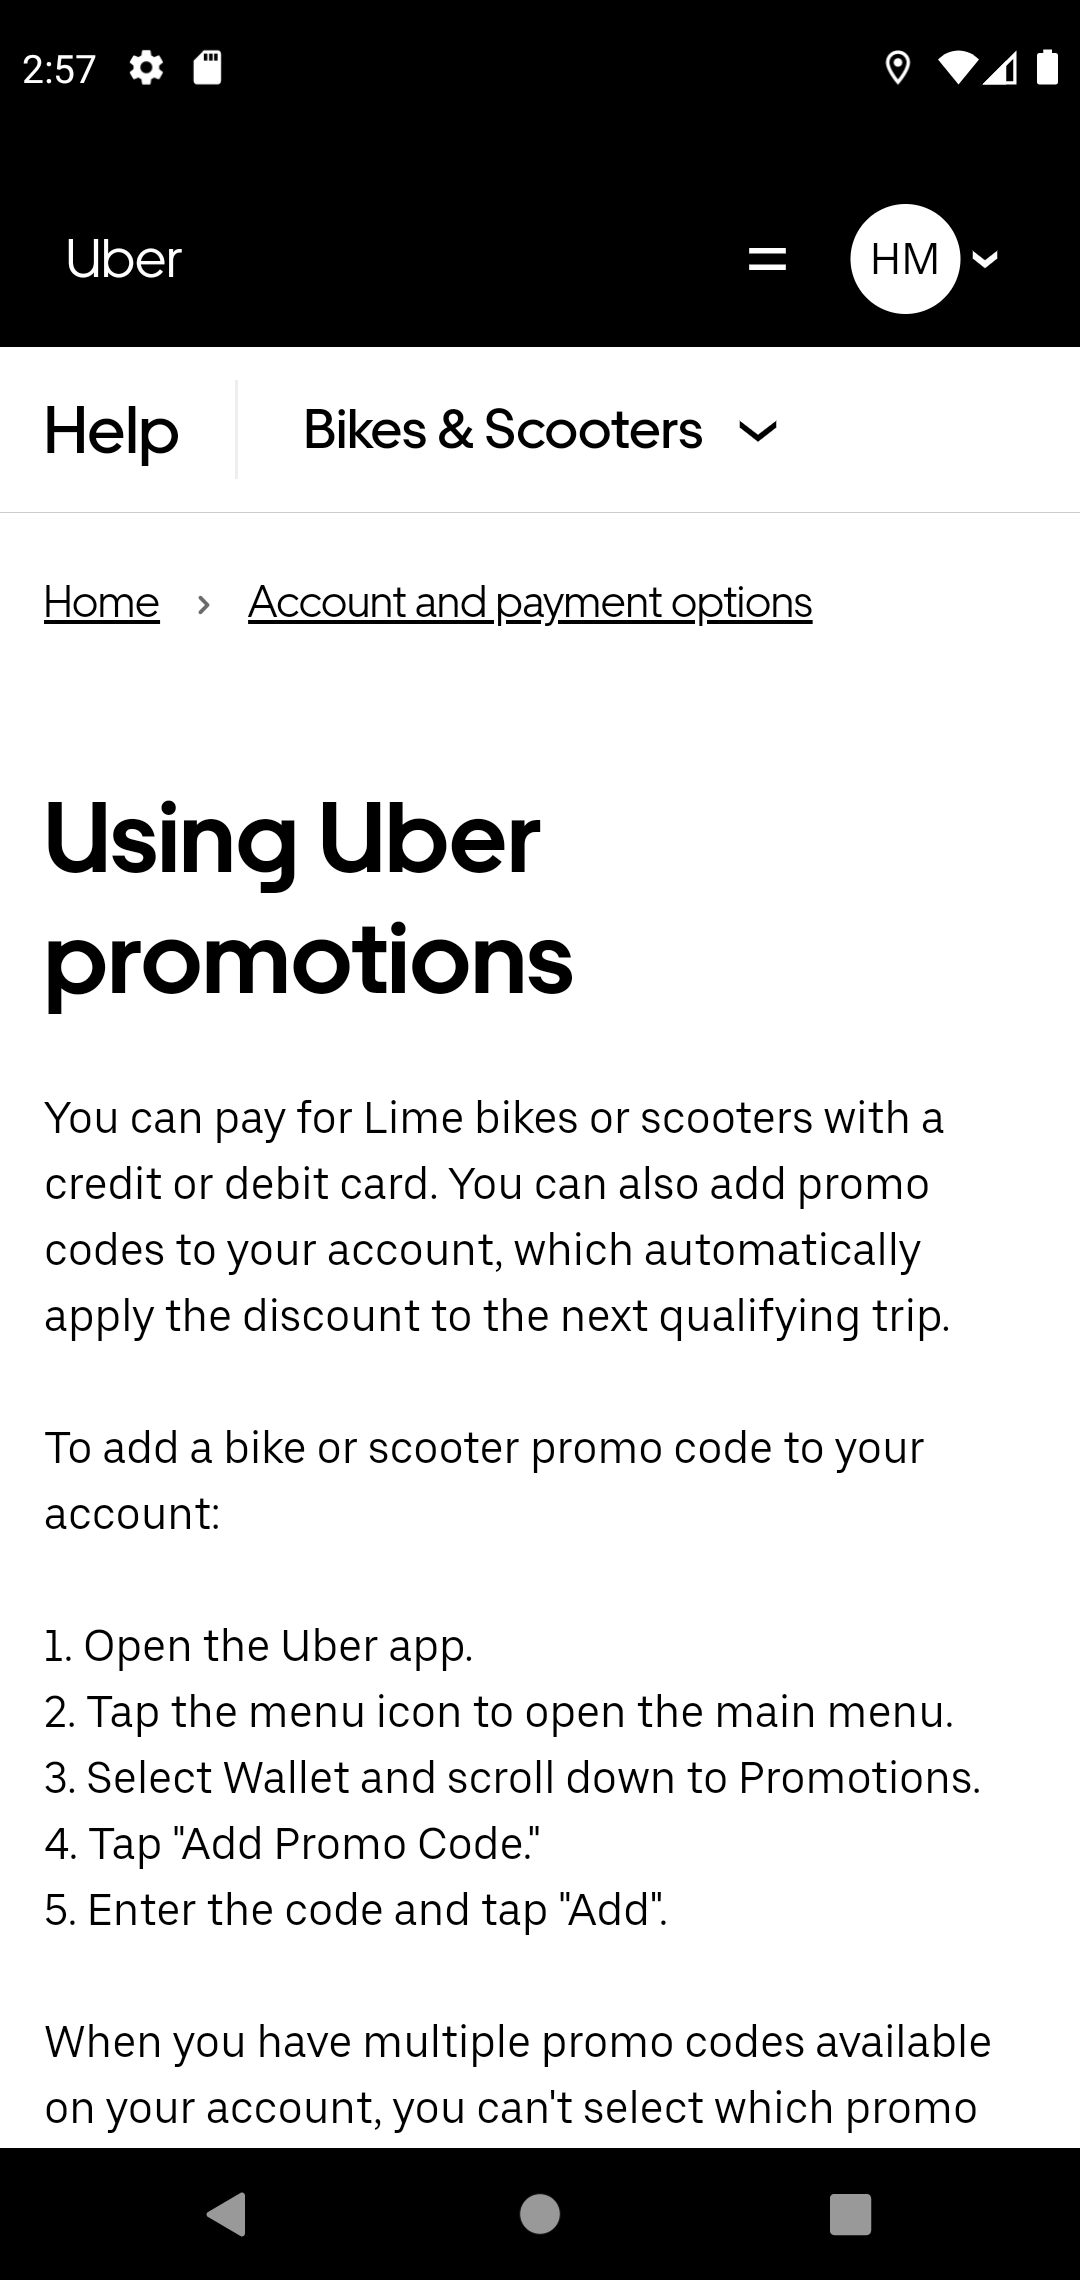 2:57
Uber
HM
Help
Bikes & Scooters
Home
Account and payment options
Using Uber
promotions
You can pay for Lime bikes or scooters with a
credit or debit card. You can also add promo
codes to your account, which automatically
apply the discount to the next qualifying trip.
To add a bike or scooter promo code to your
account:
1. Open the Uber app.
2. Tap the menu icon to open the main menu.
3. Select Wallet and scroll down to Promotions.
4. Tap "Add Promo Code."
5. Enter the code and tap "Add".
When you have multiple promo codes available
on your account, you can't select which promo